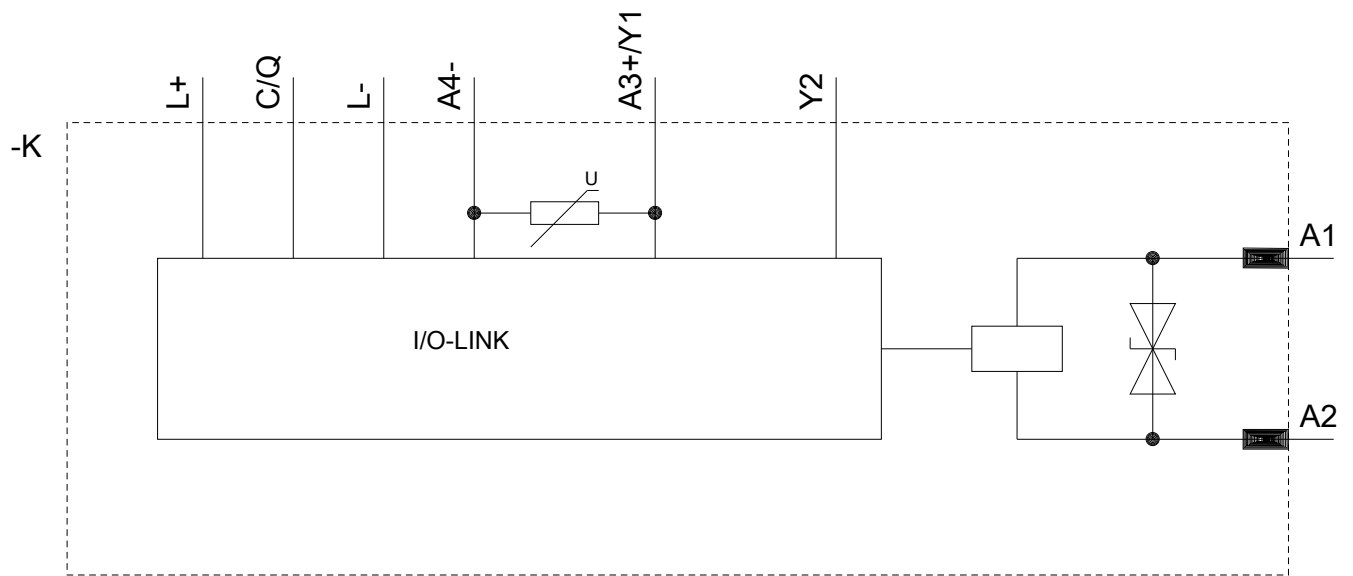 L+
C/Q
L-
A4-
A3+/Y1
Y2
-K
U
A1
I/O-LINK
A2